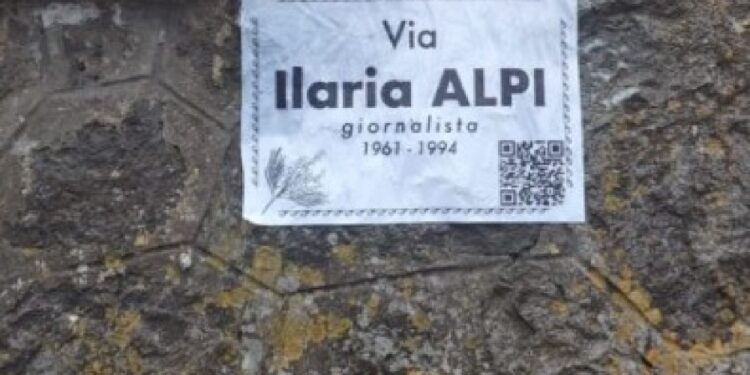 Via
Ilaria ALPI
giornalista
1961 - 1994